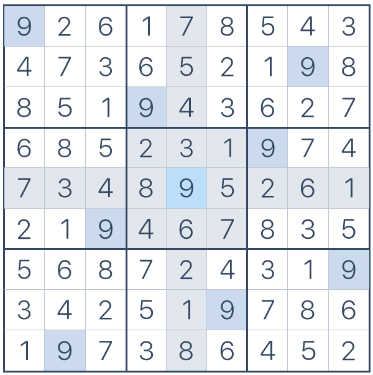 9 2 6 1 7 8 5 4 3
4 7 3 6 5 2 1 9 8
8 5 1 9 4 3 6 2 7
6 8 5 2 3 1 9 7 4
7 3 4 8 9 5 2 6 1
2 1 9 4 6 7 8 3 5
5 6 8 7 2 4 3 1 9
3 4 2 5 1 9 7 8 6
1 9 7 3 8 6 4 5 2